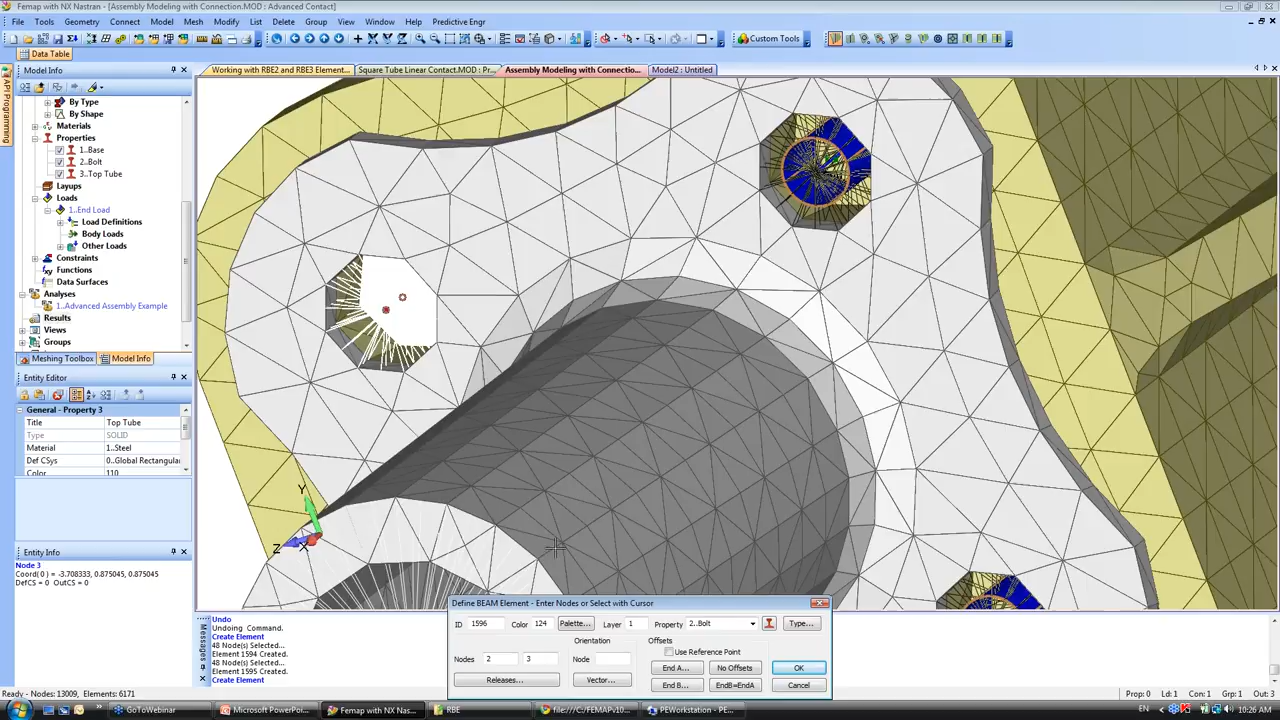 Femap with NX Nastran - [Assembly Modeling with Connection.MOD : Advanced Contact]
File Tools Geometry Connect Model Mesh Modify List Delete Group View Window Help Predictive Engr
Custom Tools
Data Table
Model Info
Working with RBE2 and RBE3 Element... Square Tube Linear Contact.MOD : Pr... Assembly Modeling with Connectio... Model2 : Untitled
API Programming
By Type
By Shape
Materials
Properties
1..Base
2..Bolt
3..Top Tube
Layups
Loads
1..End Load
Load Definitions
Body Loads
Other Loads
Constraints
Functions
Data Surfaces
Analyses
1..Advanced Assembly Example
Results
Views
Groups
Meshing Toolbox Model Info
Entity Editor
General - Property 3
Title Top Tube
Type SOLID
Material 1..Steel
Def CSys 0..Global Rectangular
Color 110
Y
Z
X
Entity Info
Node 3
Coord( 0 ) = -3.708333, 0.875045, 0.875045
DefCS = 0 OutCS = 0
Messages
Undo
Undoing Command.
Create Element
48 Node(s) Selected...
Element 1594 Created.
48 Node(s) Selected...
Element 1595 Created.
Create Element
Define BEAM Element - Enter Nodes or Select with Cursor
ID 1596 Color 124 Palette... Layer 1 Property 2..Bolt Type...
Orientation Offsets
Use Reference Point
Nodes 2 3 Node End A... No Offsets OK
Releases... Vector... End B... EndB=EndA Cancel
Ready - Nodes: 13009, Elements: 6171 Prop: 0 Ld: 1 Con: 1 Grp: 1 Out: 3
GoToWebinar Microsoft PowerPoi... Femap with NX Nas... RBE file:///C:/FEMAPv10... PEWorkstation - PE... EN 10:26 AM